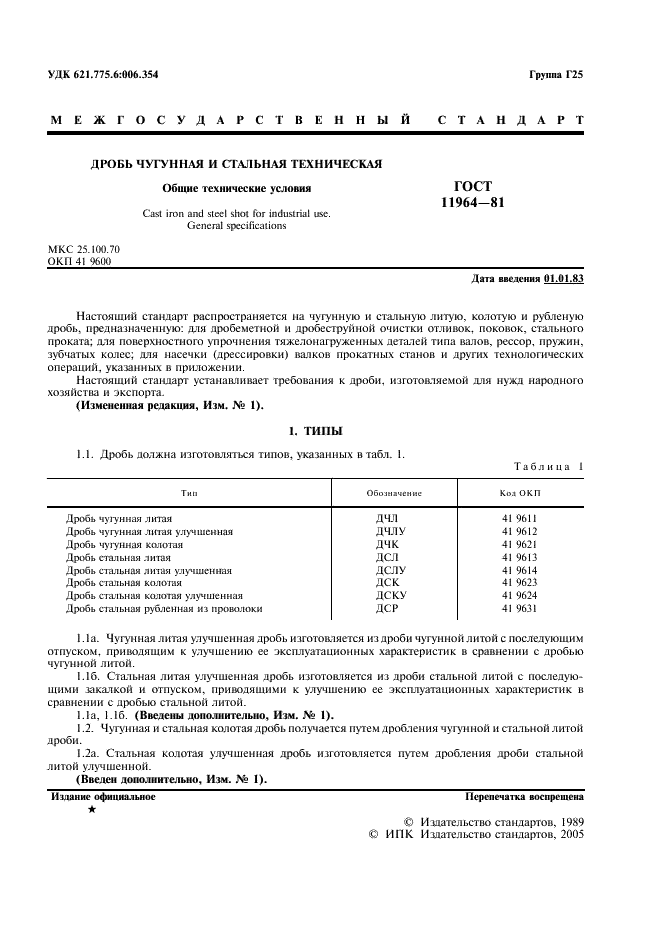 УДК 621.775.6:006.354 Группа Г25
МЕЖГОСУДАРСТВЕННЫЙ СТАНДАРТ
ДРОБЬ ЧУГУННАЯ И СТАЛЬНАЯ ТЕХНИЧЕСКАЯ
Общие технические условия
Cast iron and steel shot for industrial use.
General specifications
ГОСТ
11964—81
МКС 25.100.70
ОКП 41 9600
Дата введения 01.01.83
Настоящий стандарт распространяется на чугунную и стальную литую, колотую и рубленую
дробь, предназначенную: для дробеметной и дробеструйной очистки отливок, поковок, стального
проката; для поверхностного упрочнения тяжелонагруженных деталей типа валов, рессор, пружин,
зубчатых колес; для насечки (дрессировки) валков прокатных станов и других технологических
операций, указанных в приложении.
Настоящий стандарт устанавливает требования к дроби, изготовляемой для нужд народного
хозяйства и экспорта.
(Измененная редакция, Изм. № 1).
1. ТИПЫ
1.1. Дробь должна изготовляться типов, указанных в табл. 1.
Таблица 1
Тип Обозначение Код ОКП
Дробь чугунная литая ДЧЛ 41 9611
Дробь чугунная литая улучшенная ДЧЛУ 41 9612
Дробь чугунная колотая ДЧК 41 9621
Дробь стальная литая ДСЛ 41 9613
Дробь стальная литая улучшенная ДСЛУ 41 9614
Дробь стальная колотая ДСК 41 9623
Дробь стальная колотая улучшенная ДСКУ 41 9624
Дробь стальная рубленная из проволоки ДСР 41 9631
1.1а. Чугунная литая улучшенная дробь изготовляется из дроби чугунной литой с последующим
отпуском, приводящим к улучшению ее эксплуатационных характеристик в сравнении с дробью
чугунной литой.
1.1б. Стальная литая улучшенная дробь изготовляется из дроби стальной литой с последую-
щими закалкой и отпуском, приводящими к улучшению ее эксплуатационных характеристик в
сравнении с дробью стальной литой.
1.1а, 1.1б. (Введены дополнительно, Изм. № 1).
1.2. Чугунная и стальная колотая дробь получается путем дробления чугунной и стальной литой
дроби.
1.2а. Стальная колотая улучшенная дробь изготовляется путем дробления дроби стальной
литой улучшенной.
(Введен дополнительно, Изм. № 1).
Издание официальное Перепечатка воспрещена
★
© Издательство стандартов, 1989
© ИПК Издательство стандартов, 2005